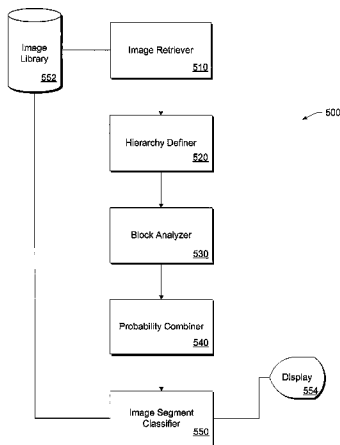 Image
Library
552
Image Retriever
510
500
Hierarchy Definer
520
Block Analyzer
530
Probability Combiner
540
Display
554
Image Segment
Classifier
550